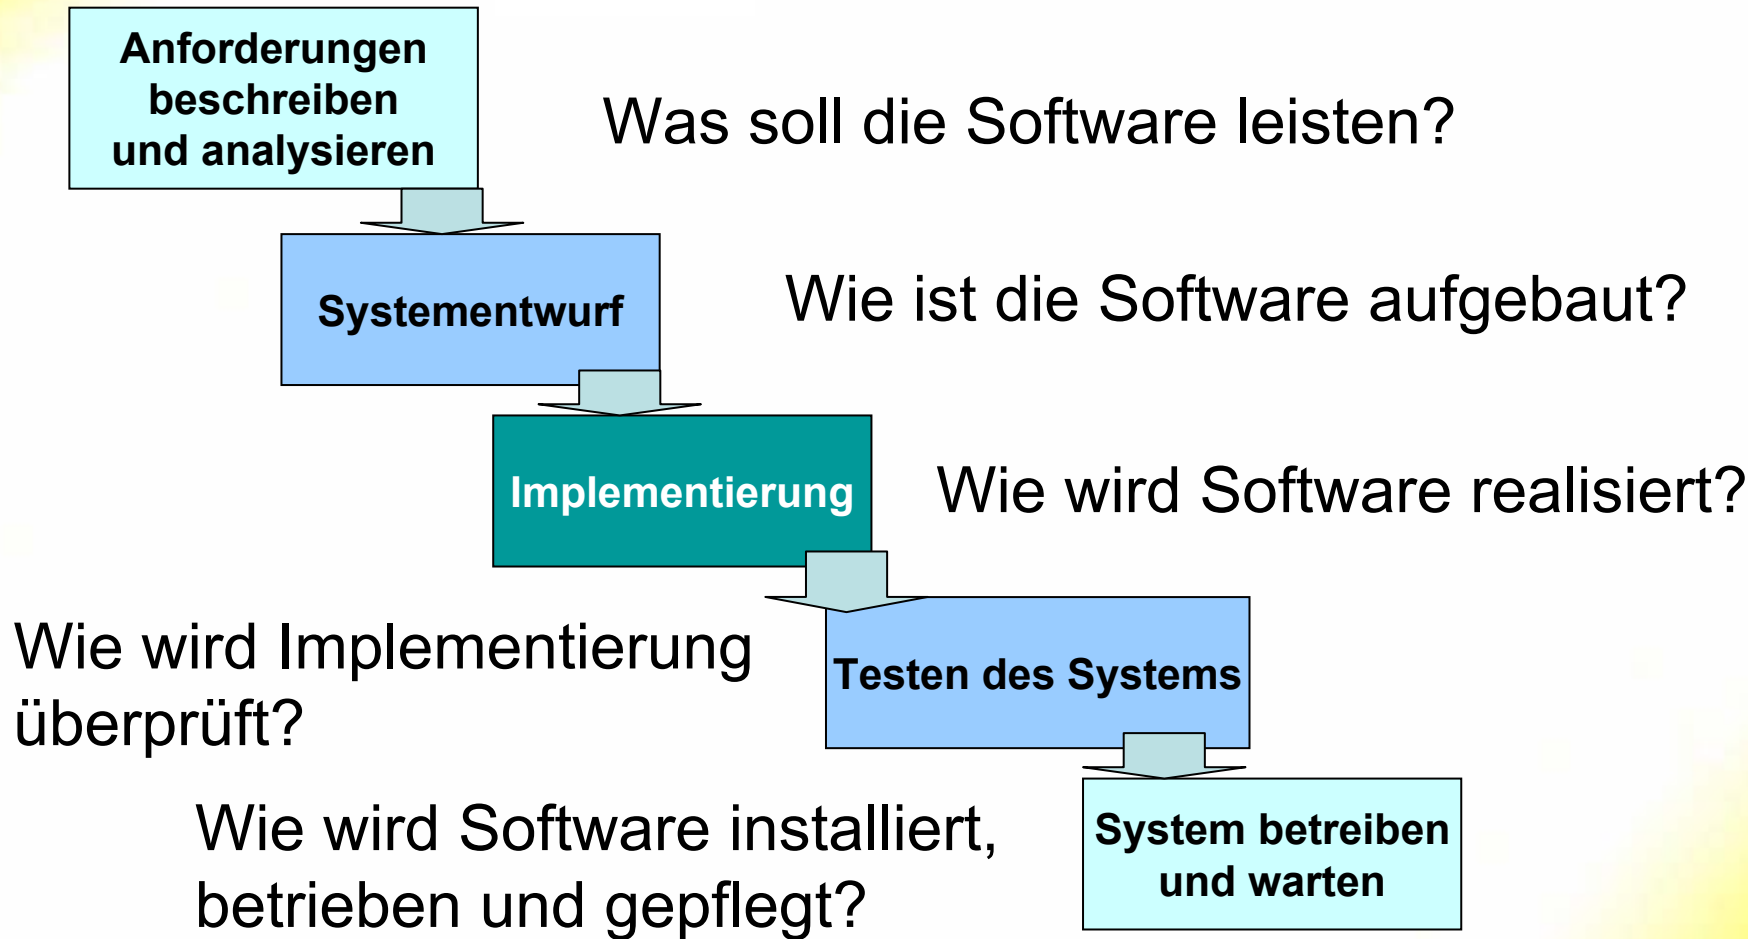 Anforderungen
beschreiben
und analysieren
Was soll die Software leisten?
Systementwurf
Wie ist die Software aufgebaut?
Implementierung
Wie wird Software realisiert?
Wie wird Implementierung
überprüft?
Testen des Systems
Wie wird Software installiert,
betrieben und gepflegt?
System betreiben
und warten